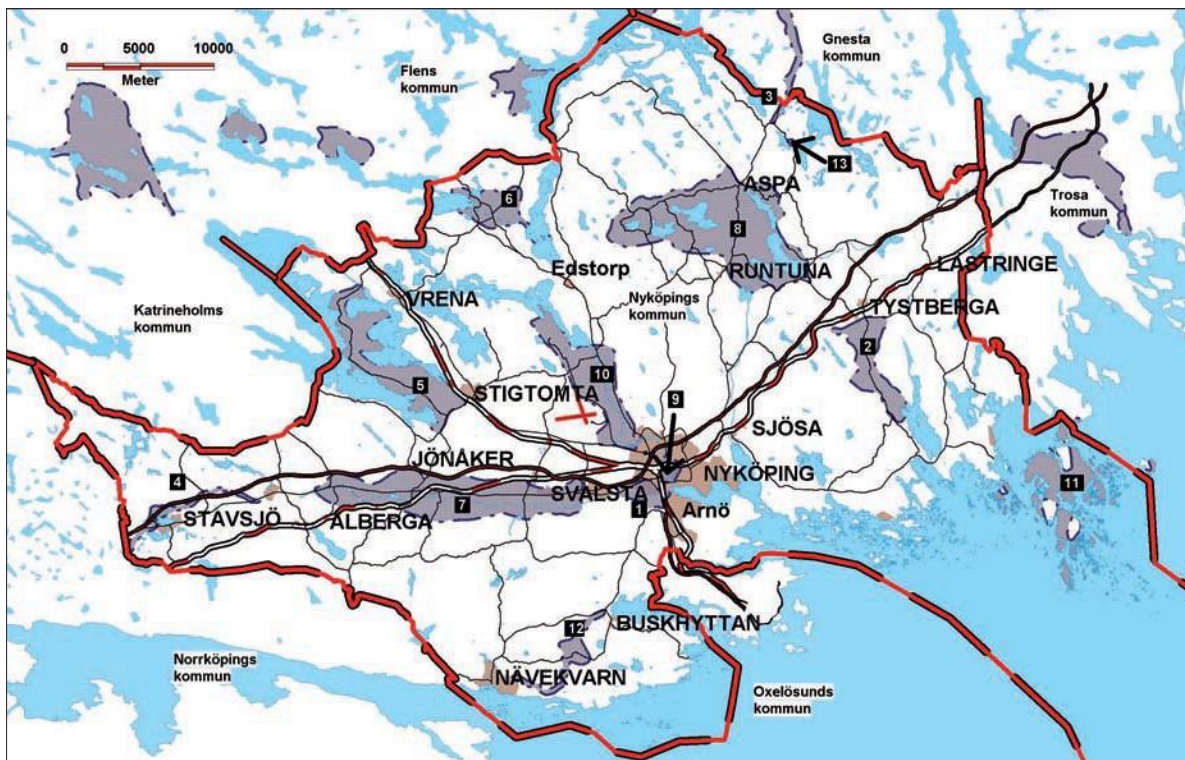 0 5000 10000
Meter
Flens
kommun
Gnesta
kommun
3
13
ASPA
Trosa
kommun
6
8
Edstorp
RUNTUNA
LÄSTRINGE
VRENA
Nyköpings
kommun
TYSTBERGA
Katrineholms
kommun
2
10
5
STIGTOMTA
9
SJÖSA
JÖNÅKER
NYKÖPING
4
7
SVALSTA
11
STAVSJÖ
ÅLBERGA
1
Arnö
12
BUSKHYTTAN
Norrköpings
kommun
NÄVEKVARN
Oxelösunds
kommun